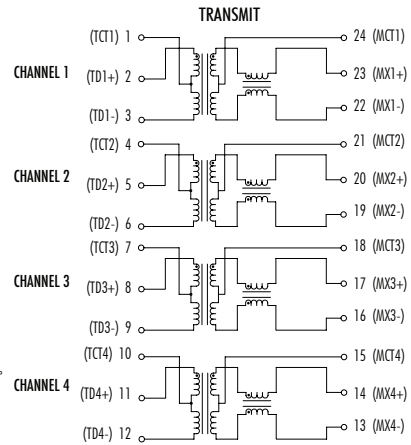 TRANSMIT
(TCT1) 1 24 (MCT1)
CHANNEL 1 (TD1+) 2 23 (MX1+)
(TD1-) 3 22 (MX1-)
(TCT2) 4 21 (MCT2)
CHANNEL 2 (TD2+) 5 20 (MX2+)
(TD2-) 6 19 (MX2-)
(TCT3) 7 18 (MCT3)
CHANNEL 3 (TD3+) 8 17 (MX3+)
(TD3-) 9 16 (MX3-)
(TCT4) 10 15 (MCT4)
CHANNEL 4 (TD4+) 11 14 (MX4+)
(TD4-) 12 13 (MX4-)